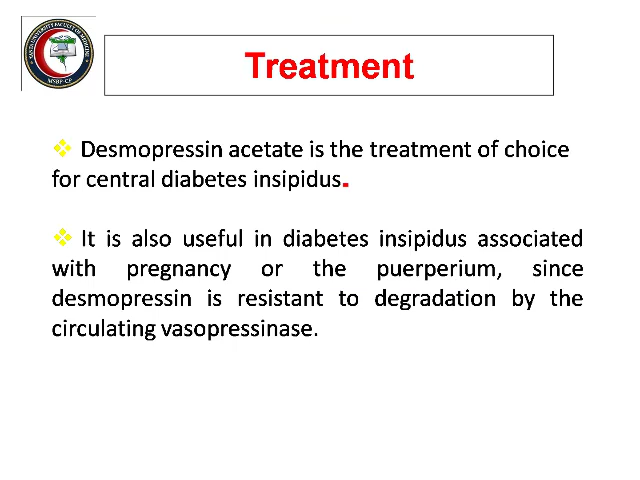 Treatment
Desmopressin acetate is the treatment of choice
for central diabetes insipidus.
It is also useful in diabetes insipidus associated
with pregnancy or the puerperium, since
desmopressin is resistant to degradation by the
circulating vasopressinase.